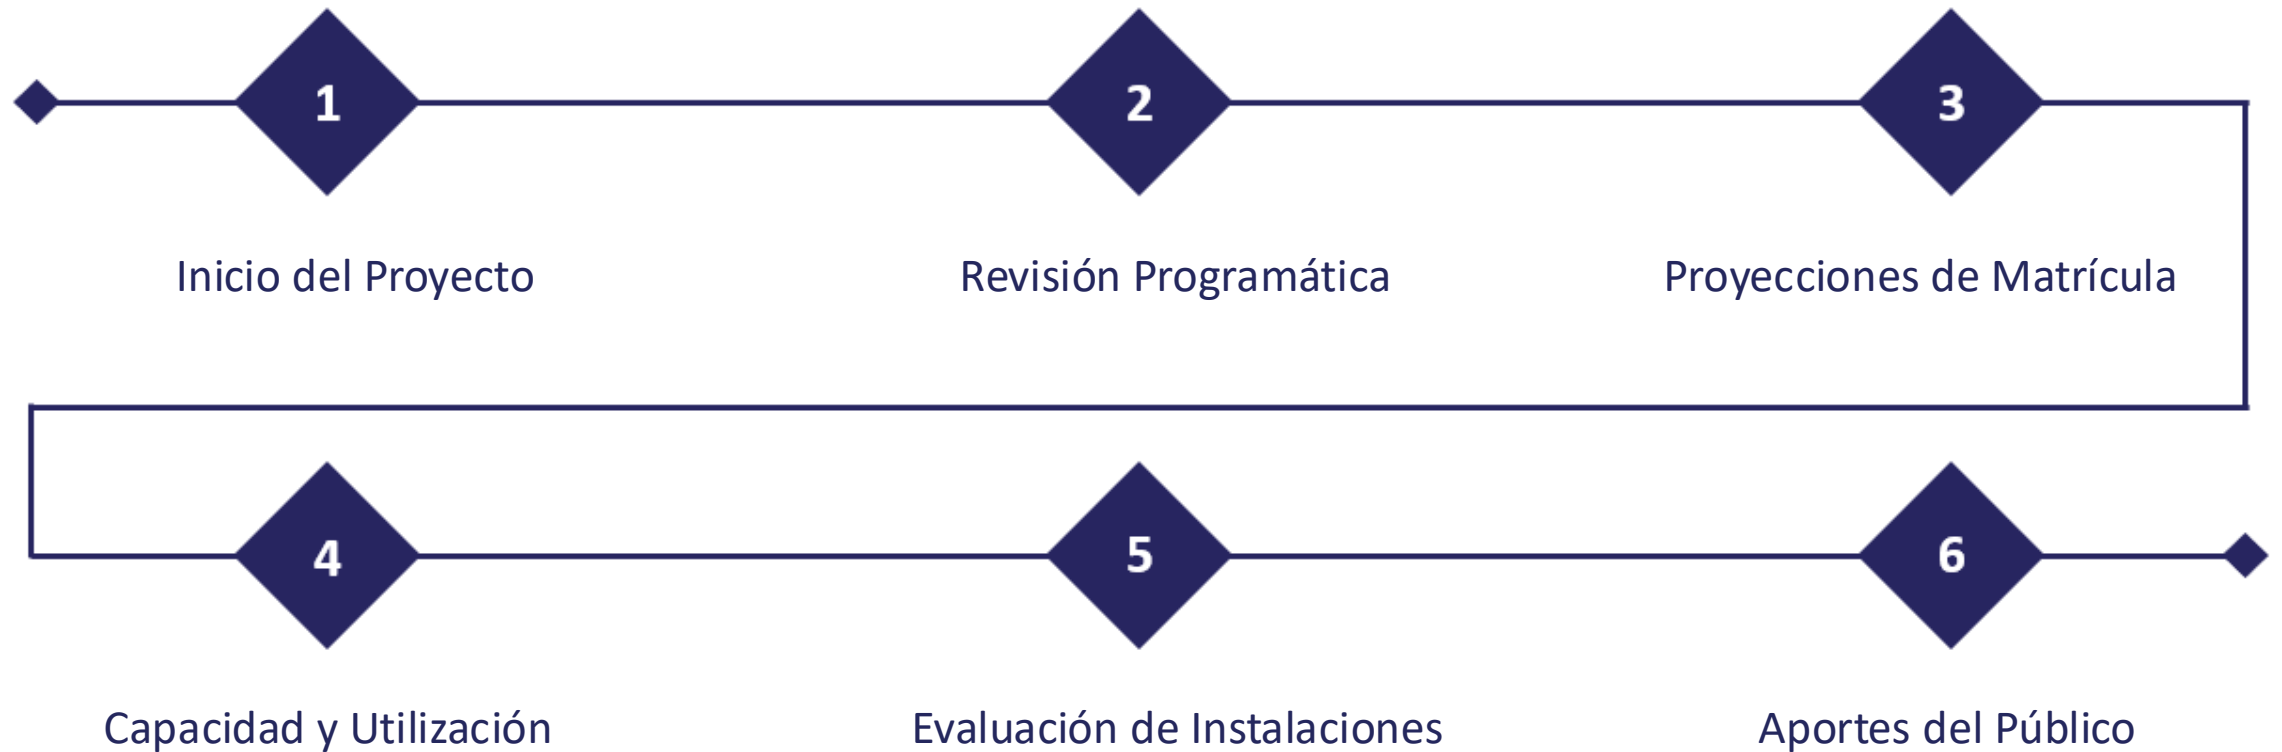 1
2
3
Inicio del Proyecto
Revisión Programática
Proyecciones de Matrícula
4
5
6
Capacidad y Utilización
Evaluación de Instalaciones
Aportes del Público